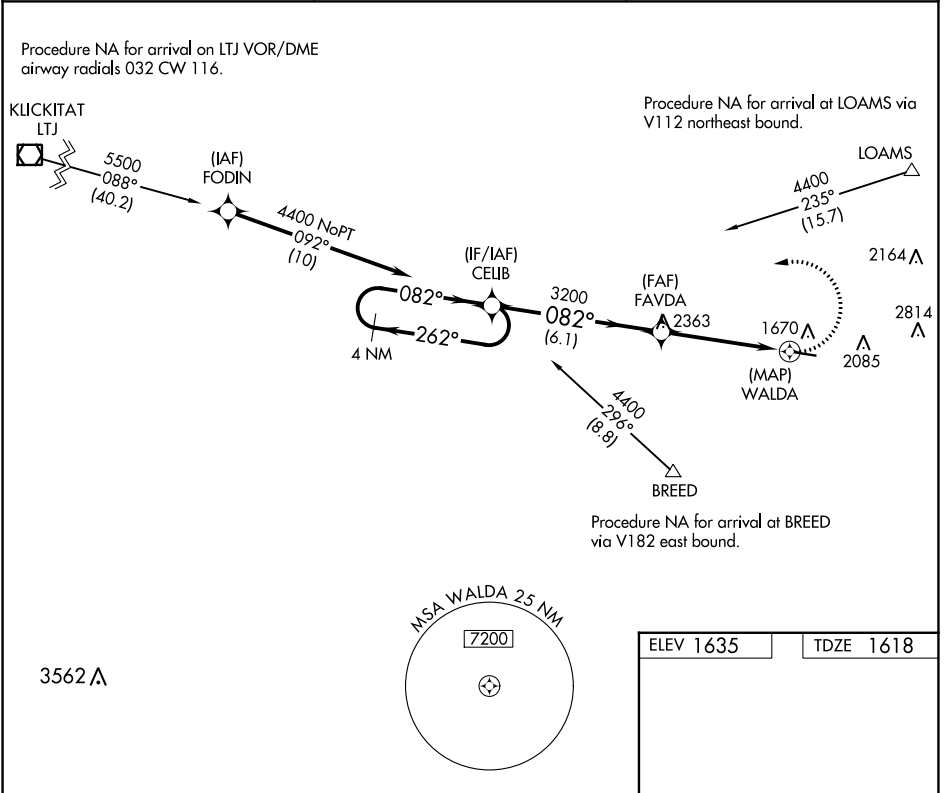 Procedure NA for arrival on LTJ VOR/DME
airway radials 032 CW 116.
KLICKITAT
LTJ
5500
088°
(40.2)
(IAF)
FODIN
4400 NoPT
092°
(10)
Procedure NA for arrival at LOAMS via
V112 northeast bound.
LOAMS
4400
235°
(15.7)
(IF/IAF)
CELIB
082°
262°
4 NM
3200
082°
(6.1)
(FAF)
FAVDA
2363
2164
2814
1670
2085
(MAP)
WALDA
4400
296°
(8.8)
BREED
Procedure NA for arrival at BREED
via V182 east bound.
MSA WALDA 25 NM
7200
3562
ELEV 1635
TDZE 1618